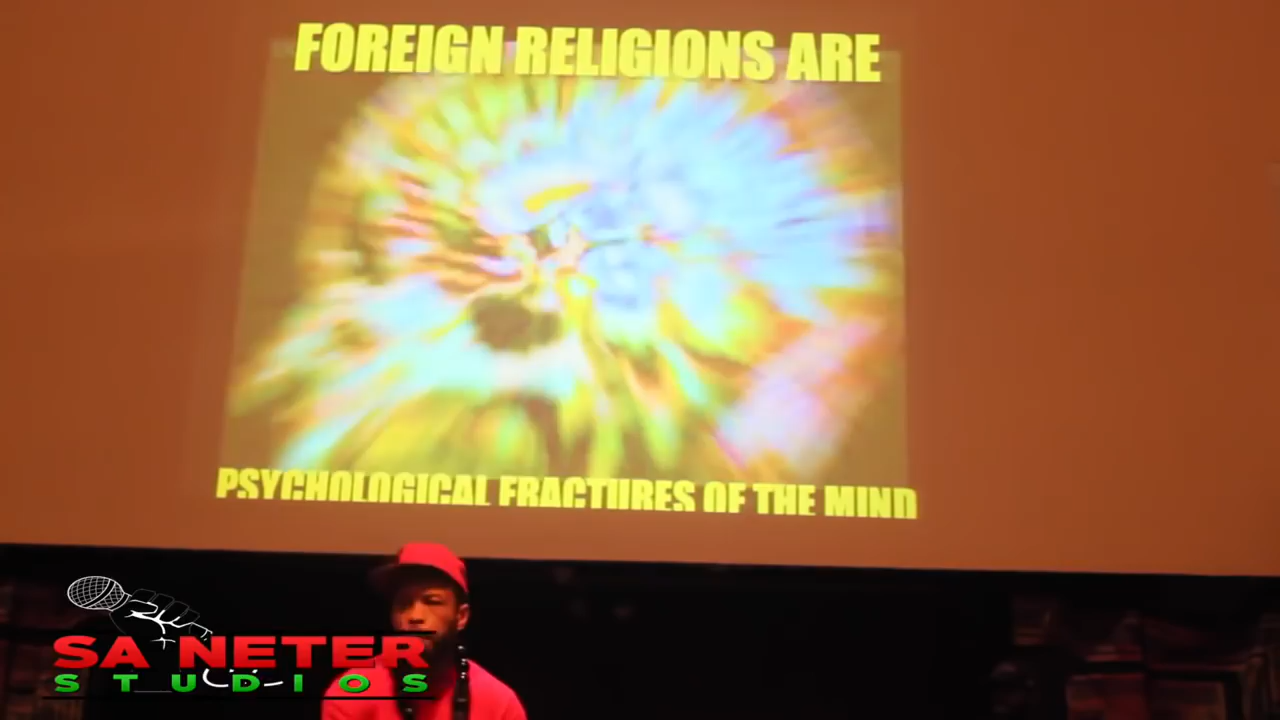 FOREIGN RELIGIONS ARE
PSYCHOLOGICAL FRACTURES OF THE MIND
SA NETER
STUDIOS